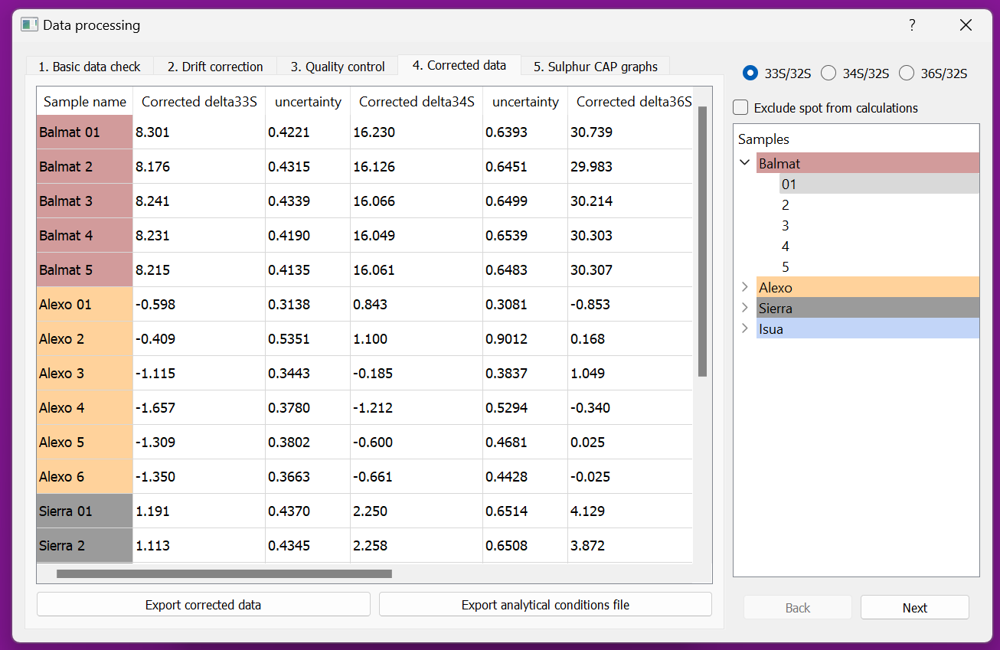 Data processing
?
1. Basic data check 2. Drift correction 3. Quality control 4. Corrected data 5. Sulphur CAP graphs
33S/32S 34S/32S 36S/32S
Exclude spot from calculations
Sample name Corrected delta33S uncertainty Corrected delta34S uncertainty Corrected delta36S
Balmat 01 8.301 0.4221 16.230 0.6393 30.739
Balmat 2 8.176 0.4315 16.126 0.6451 29.983
Balmat 3 8.241 0.4339 16.066 0.6499 30.214
Balmat 4 8.231 0.4190 16.049 0.6539 30.303
Balmat 5 8.215 0.4135 16.061 0.6483 30.307
Alexo 01 -0.598 0.3138 0.843 0.3081 -0.853
Alexo 2 -0.409 0.5351 1.100 0.9012 0.168
Alexo 3 -1.115 0.3443 -0.185 0.3837 1.049
Alexo 4 -1.657 0.3780 -1.212 0.5294 -0.340
Alexo 5 -1.309 0.3802 -0.600 0.4681 0.025
Alexo 6 -1.350 0.3663 -0.661 0.4428 -0.025
Sierra 01 1.191 0.4370 2.250 0.6514 4.129
Sierra 2 1.113 0.4345 2.258 0.6508 3.872
Samples
Balmat
01
2
3
4
5
Alexo
Sierra
Isua
Export corrected data Export analytical conditions file
Back Next